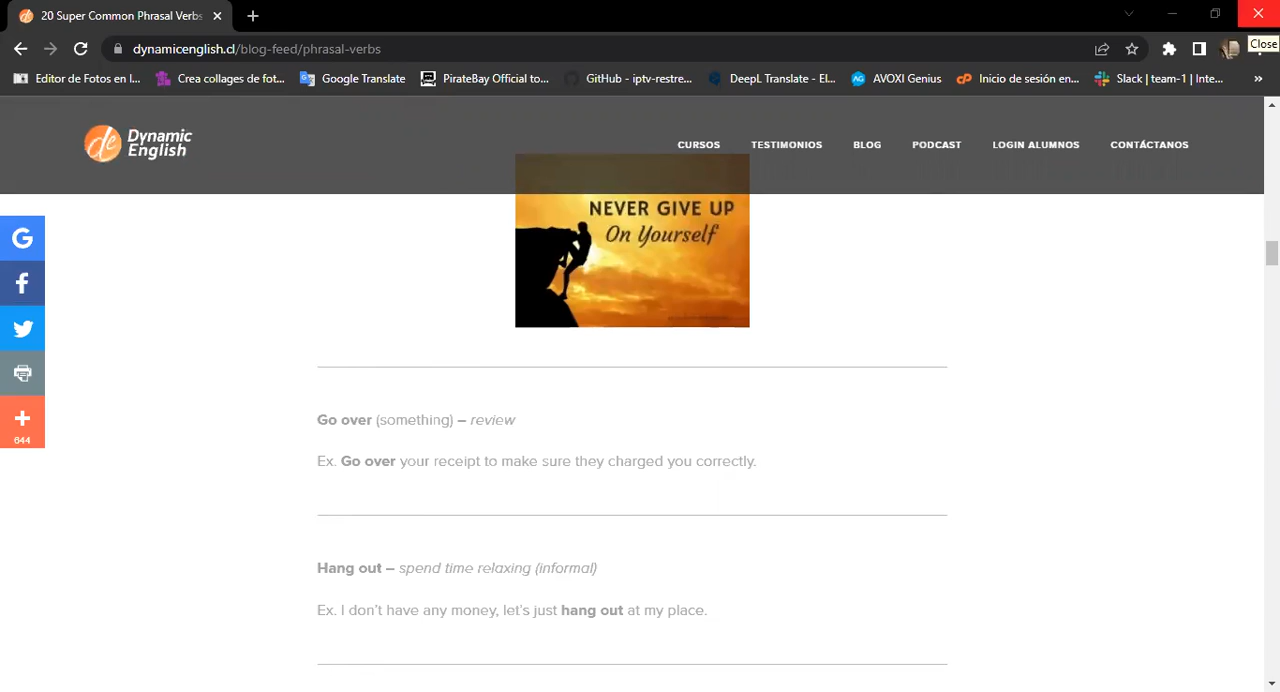 20 Super Common Phrasal Verbs
dynamicenglish.cl/blog-feed/phrasal-verbs
Close
Editor de Fotos en l... Crea collages de fot... Google Translate PirateBay Official to... GitHub - iptv-restre... DeepL Translate - El... AVOXI Genius Inicio de sesión en... Slack | team-1 | Inte... »
Dynamic
English
CURSOS TESTIMONIOS BLOG PODCAST LOGIN ALUMNOS CONTÁCTANOS
NEVER GIVE UP
On Yourself
644
Go over (something) – review
Ex. Go over your receipt to make sure they charged you correctly.
Hang out – spend time relaxing (informal)
Ex. I don't have any money, let's just hang out at my place.